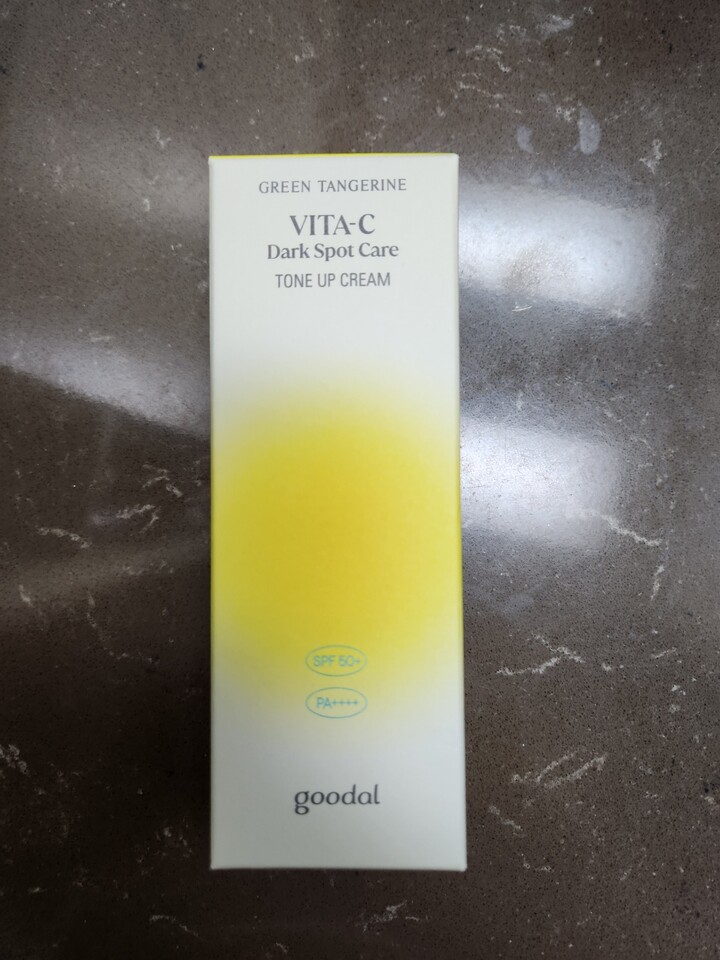 GREEN TANGERINE
VITA-C
Dark Spot Care
TONE UP CREAM
SPF 50+
PA++++
goodal